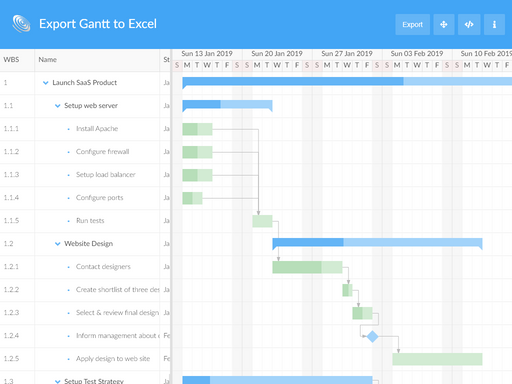 Export Gantt to Excel
Export
WBS Name St
Sun 13 Jan 2019 Sun 20 Jan 2019 Sun 27 Jan 2019 Sun 03 Feb 2019 Sun 10 Feb 2019
S M T W T F S S M T W T F S S M T W T F S S M T W T F S S M T W T F
1 Launch SaaS Product Ja
1.1 Setup web server Ja
1.1.1 Install Apache Ja
1.1.2 Configure firewall Ja
1.1.3 Setup load balancer Ja
1.1.4 Configure ports Ja
1.1.5 Run tests Ja
1.2 Website Design Ja
1.2.1 Contact designers Ja
1.2.2 Create shortlist of three des Ja
1.2.3 Select & review final design Ja
1.2.4 Inform management about d Fe
1.2.5 Apply design to web site Fe
1.3 Setup Test Strategy Ja